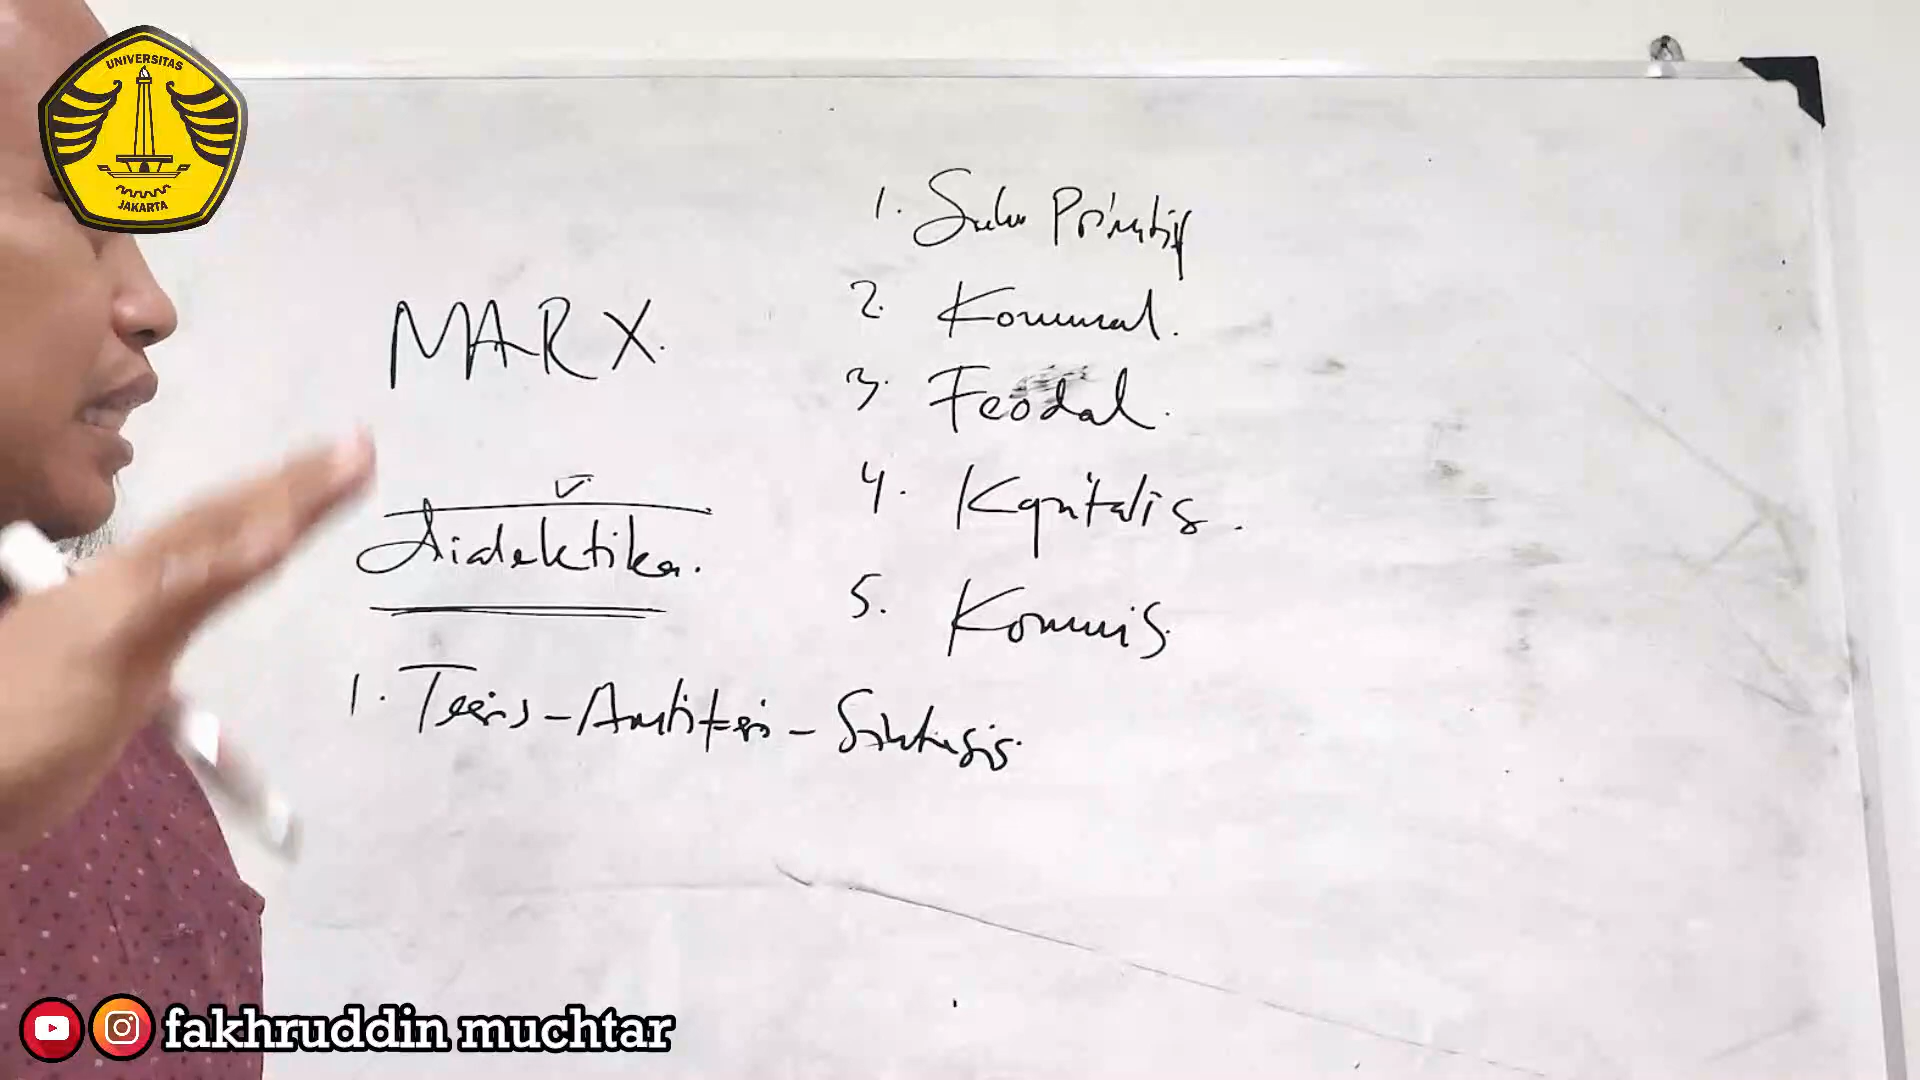 UNIVERSITAS
JAKARTA
MARX.
dialektika.
1. Tesis - Antitesis - Sintesis.
1. Suku Primitif
2. Komunal.
3. Feodal.
4. Kapitalis.
5. Komunis.
fakhruddin muchtar